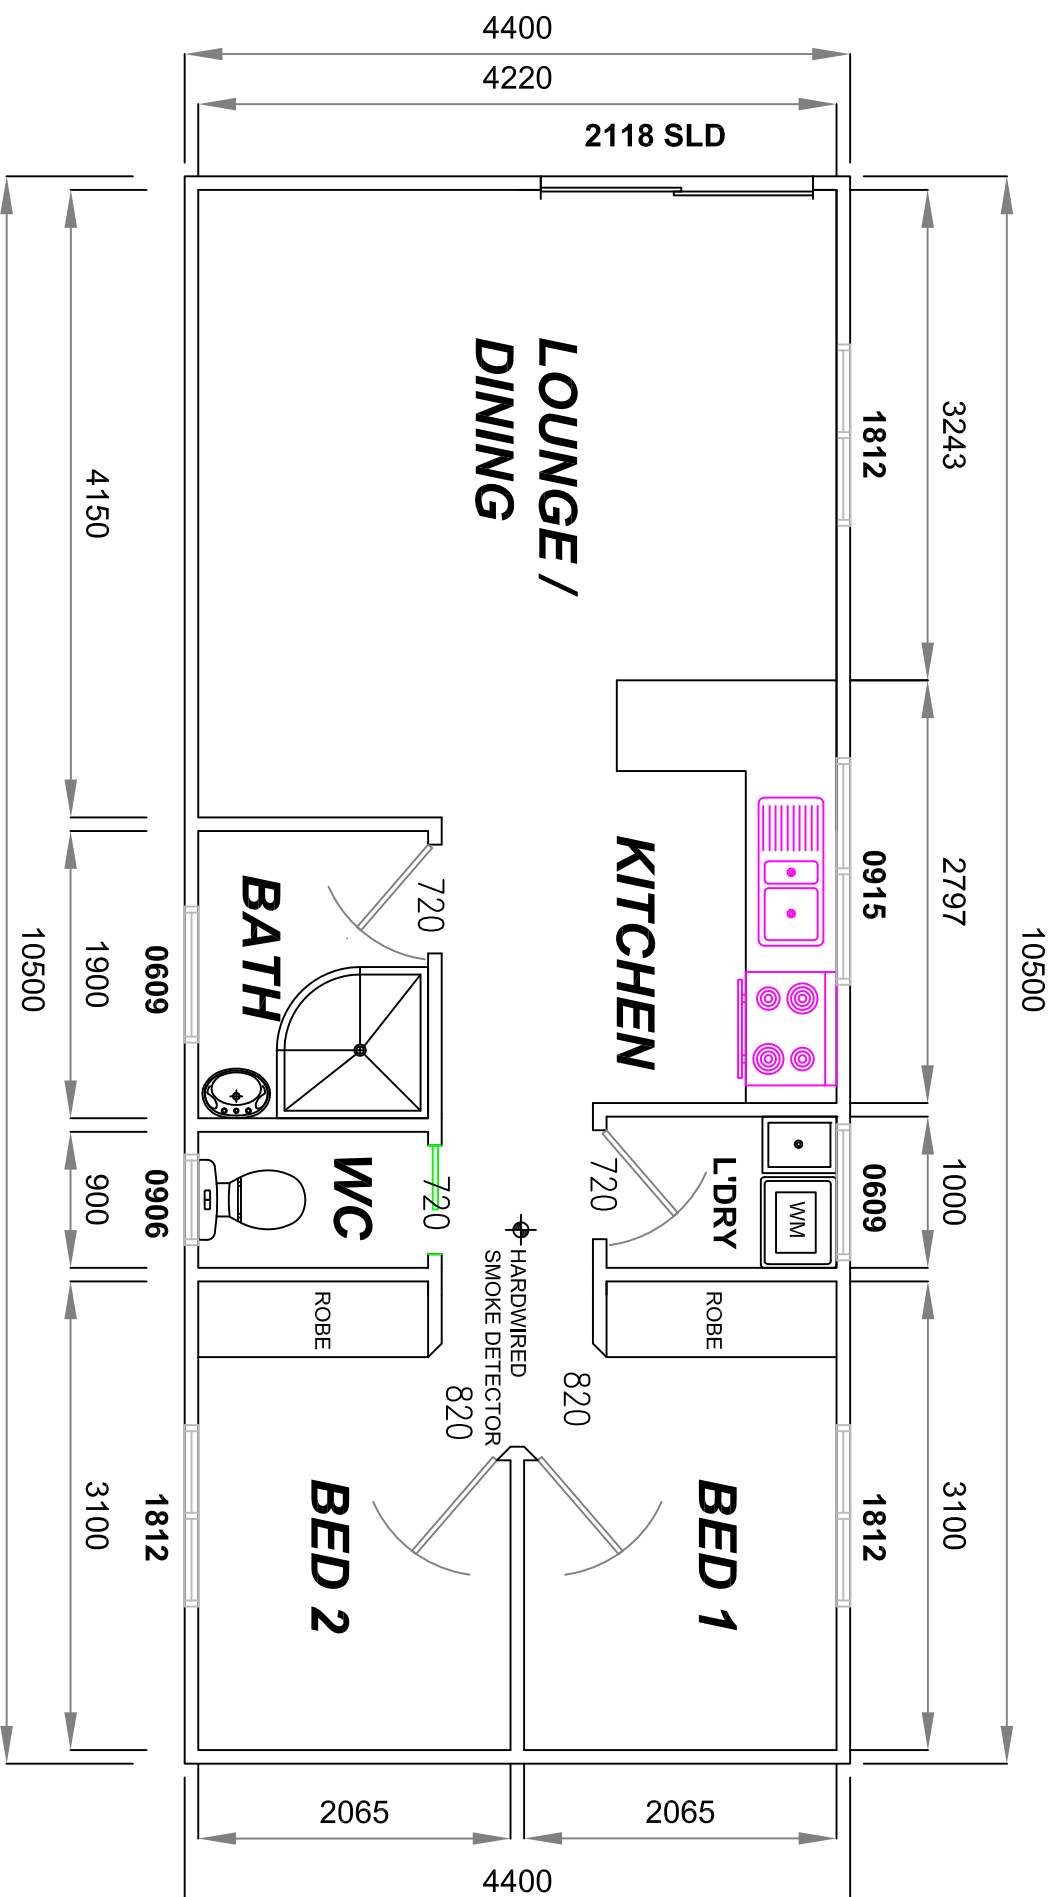 4400
4220
2118 SLD
10500
3243
2797
1000
3100
1812
0915
0609
1812
LOUNGE /
DINING
KITCHEN
L'DRY
WM
ROBE
BED 1
720
820
HARDWIRED
SMOKE DETECTOR
720
720
820
BATH
WC
ROBE
BED 2
0609
0906
1812
4150
1900
900
3100
10500
2065
2065
4400